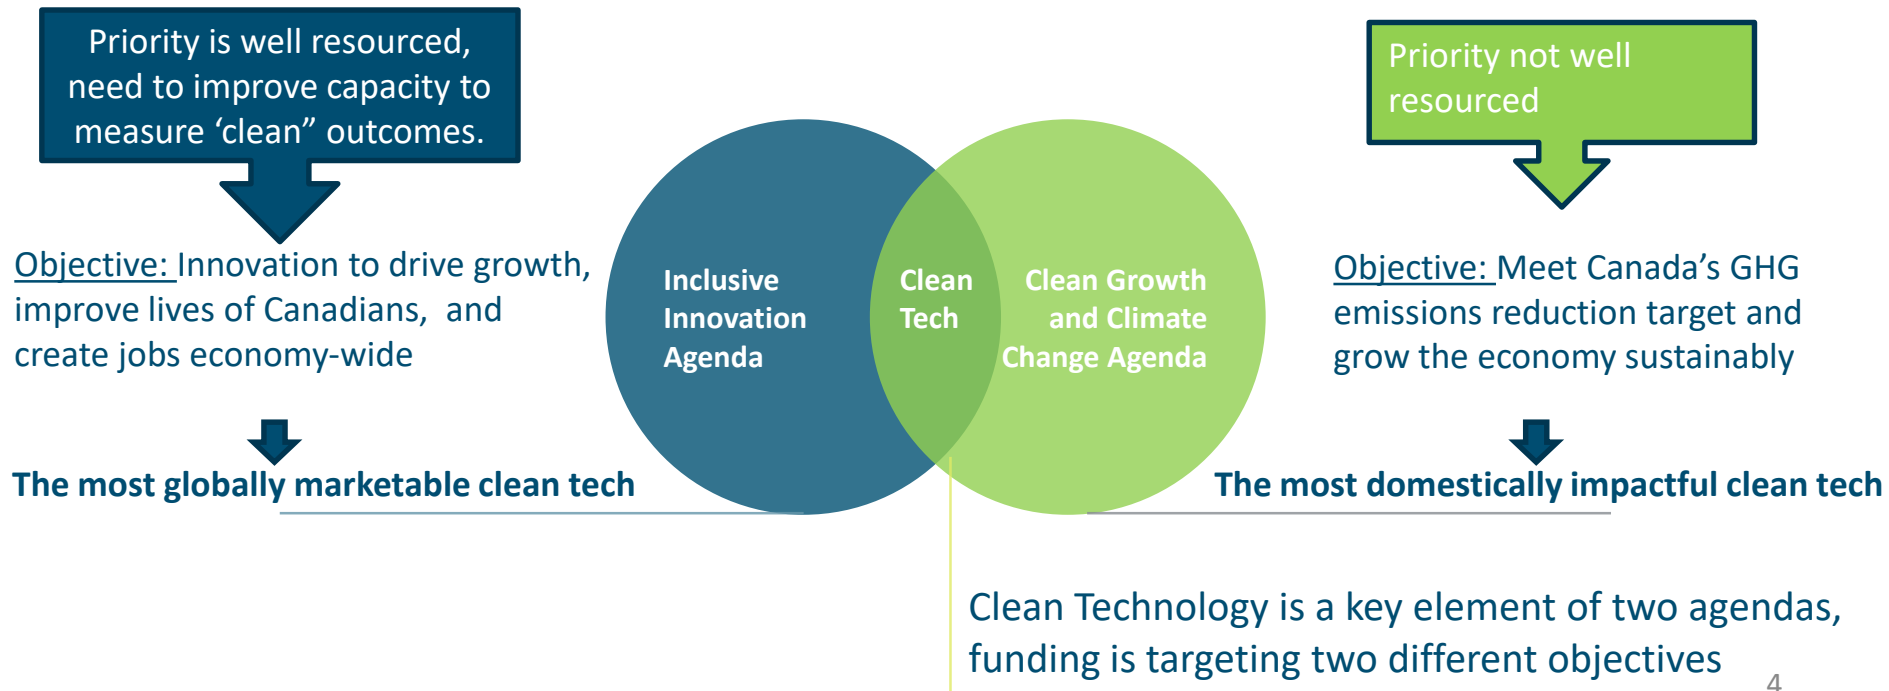 Priority is well resourced,
need to improve capacity to
measure ‘clean” outcomes.
Objective: Innovation to drive growth,
improve lives of Canadians,  and
create jobs economy-wide
The most globally marketable clean tech
Inclusive
Innovation
Agenda
Clean
Tech
Clean Growth
and Climate
Change Agenda
Priority not well
resourced
Objective: Meet Canada’s GHG
emissions reduction target and
grow the economy sustainably
The most domestically impactful clean tech
Clean Technology is a key element of two agendas,
funding is targeting two different objectives
4